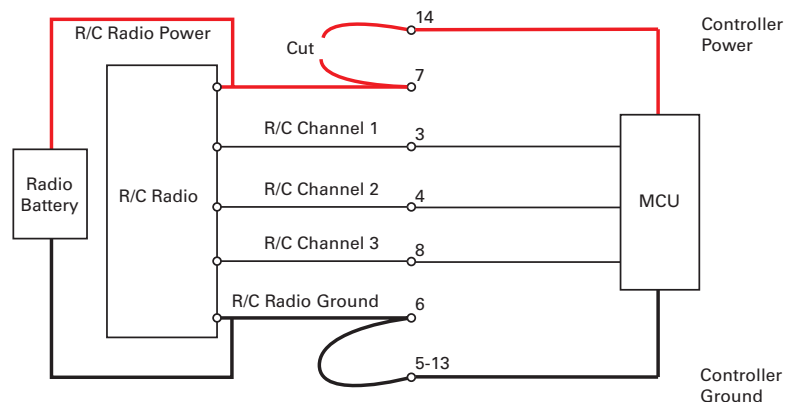 14
Controller
Power
R/C Radio Power
Cut
7
R/C Channel 1
3
Radio
Battery
R/C Radio
R/C Channel 2
4
MCU
R/C Channel 3
8
R/C Radio Ground
6
5-13
Controller
Ground